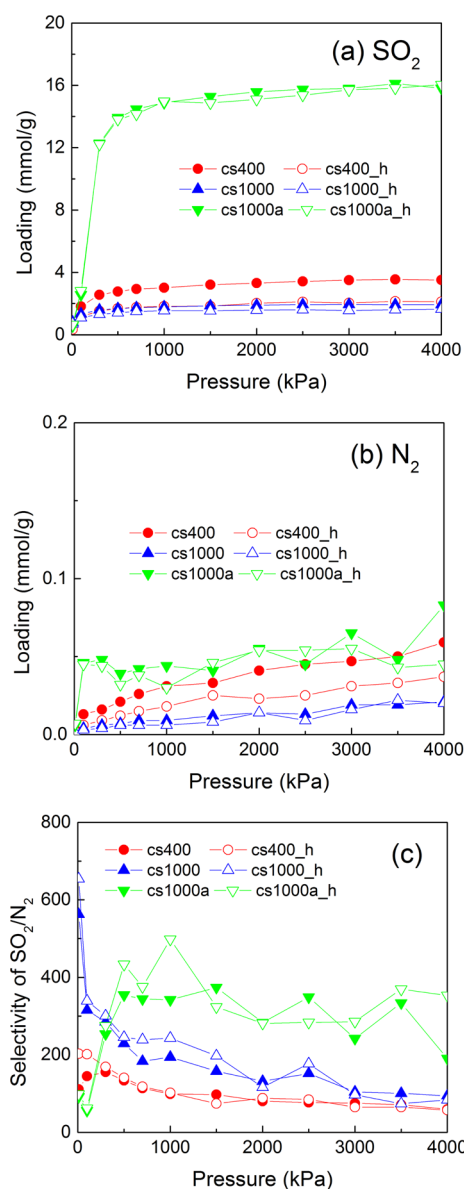 (a) SO₂
20
16
12
8
4
0
Loading (mmol/g)
cs400 cs400_h
cs1000 cs1000_h
cs1000a cs1000a_h
0 1000 2000 3000 4000
Pressure (kPa)
(b) N₂
0.2
0.1
0.0
Loading (mmol/g)
cs400 cs400_h
cs1000 cs1000_h
cs1000a cs1000a_h
0 1000 2000 3000 4000
Pressure (kPa)
(c)
800
600
400
200
0
Selectivity of SO₂/N₂
cs400 cs400_h
cs1000 cs1000_h
cs1000a cs1000a_h
0 1000 2000 3000 4000
Pressure (kPa)